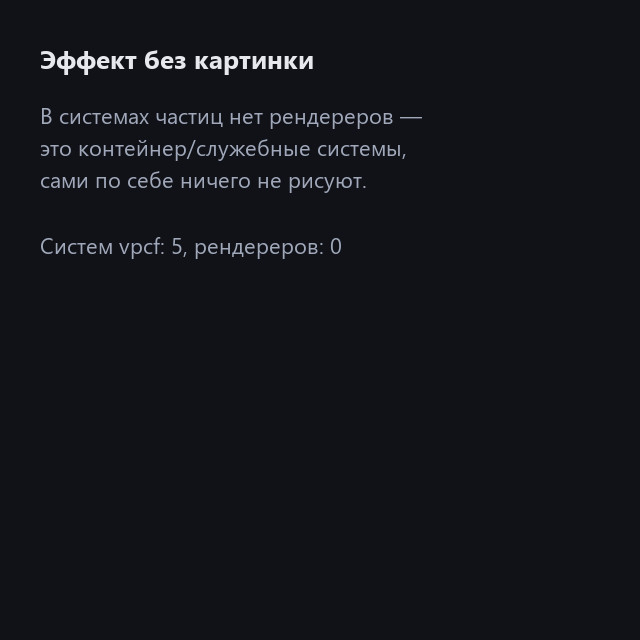 Эффект без картинки
В системах частиц нет рендереров —
это контейнер/служебные системы,
сами по себе ничего не рисуют.
Систем vpcf: 5, рендереров: 0